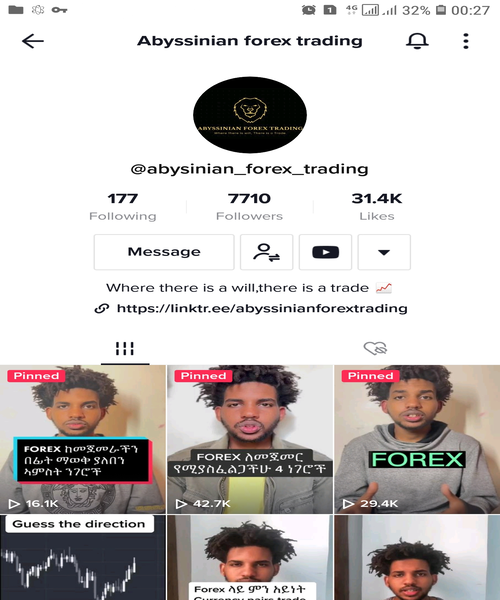 4G 32% 00:27
Abyssinian forex trading
ABYSSINIAN FOREX TRADING
Where there is will, There is a Trade
@abysinian_forex_trading
177 7710 31.4K
Following Followers Likes
Message
Where there is a will,there is a trade
https://linktr.ee/abyssinianforextrading
Pinned Pinned Pinned
FOREX ከመጀመራችን
በፊት ማወቅ ያለብን
አምስት ነገሮች
16.1K
FOREX ለመጀመር
የሚያስፈልጋችሁ 4 ነገሮች
42.7K
FOREX
29.4K
Guess the direction
Forex ላይ ምን አይነት
Currency pairs trade